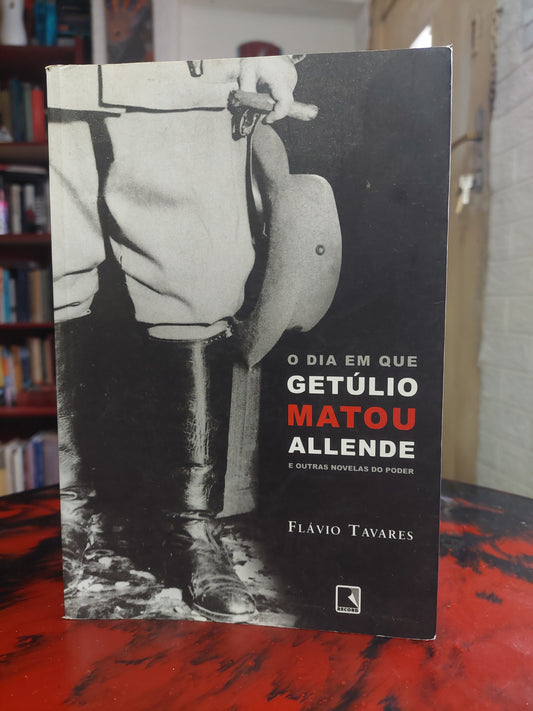 O DIA EM QUE
GETÚLIO
MATOU
ALLENDE
E OUTRAS NOVELAS DO PODER
FLÁVIO TAVARES
RECORD